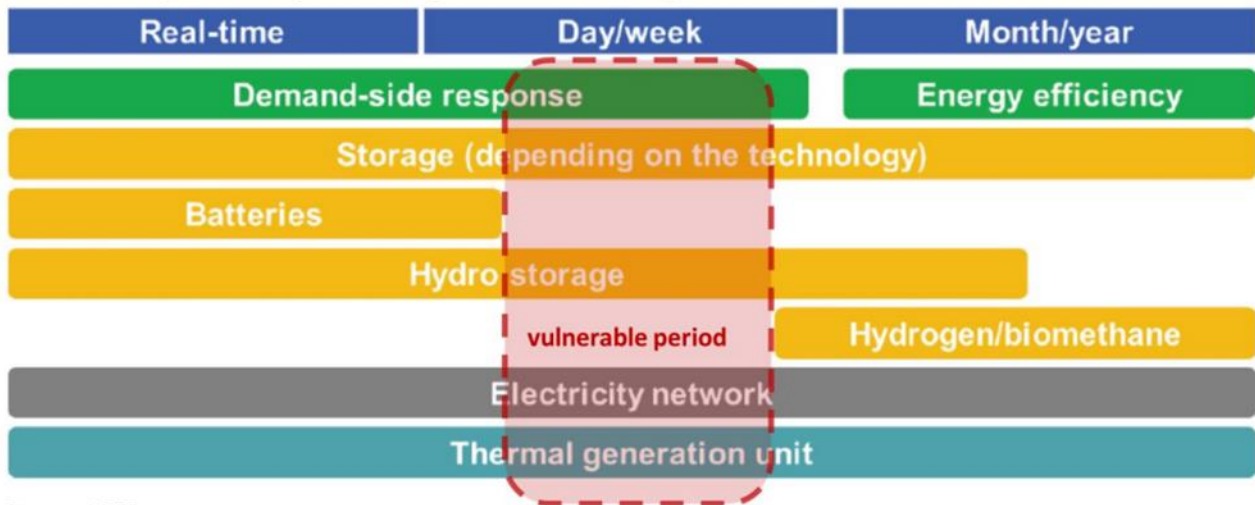 Real-time Day/week Month/year
Demand-side response Energy efficiency
Storage (depending on the technology)
Batteries
Hydro storage
vulnerable period Hydrogen/biomethane
Electricity network
Thermal generation unit